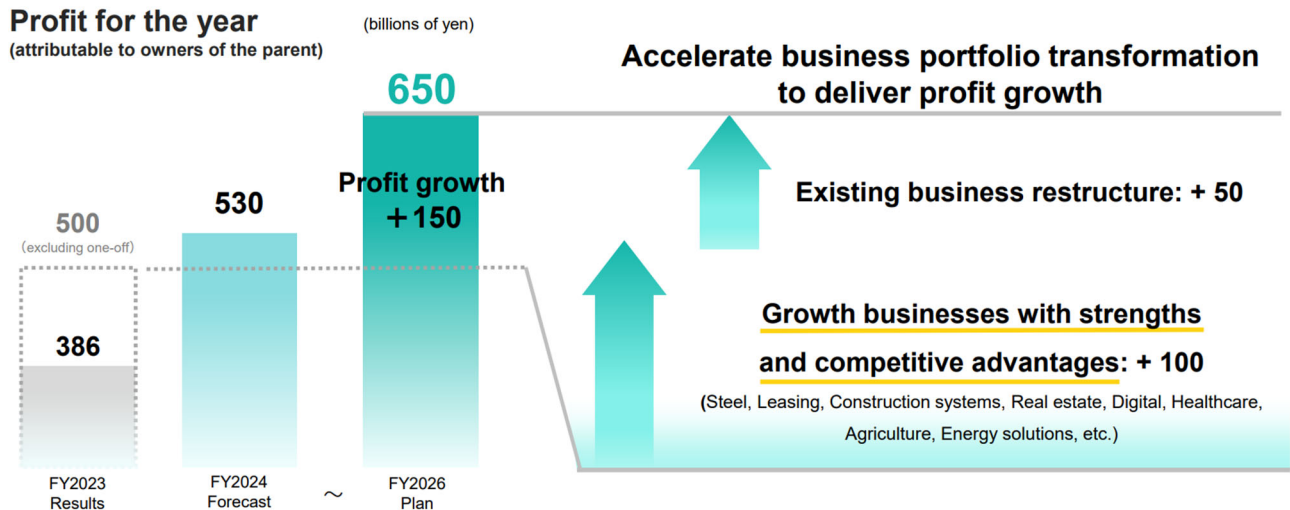 Profit for the year
(attributable to owners of the parent)
(billions of yen)
650
Profit growth
+150
530
500
(excluding one-off)
386
FY2023
Results
FY2024
Forecast
~
FY2026
Plan
Accelerate business portfolio transformation
to deliver profit growth
Existing business restructure: + 50
Growth businesses with strengths
and competitive advantages: + 100
(Steel, Leasing, Construction systems, Real estate, Digital, Healthcare,
Agriculture, Energy solutions, etc.)